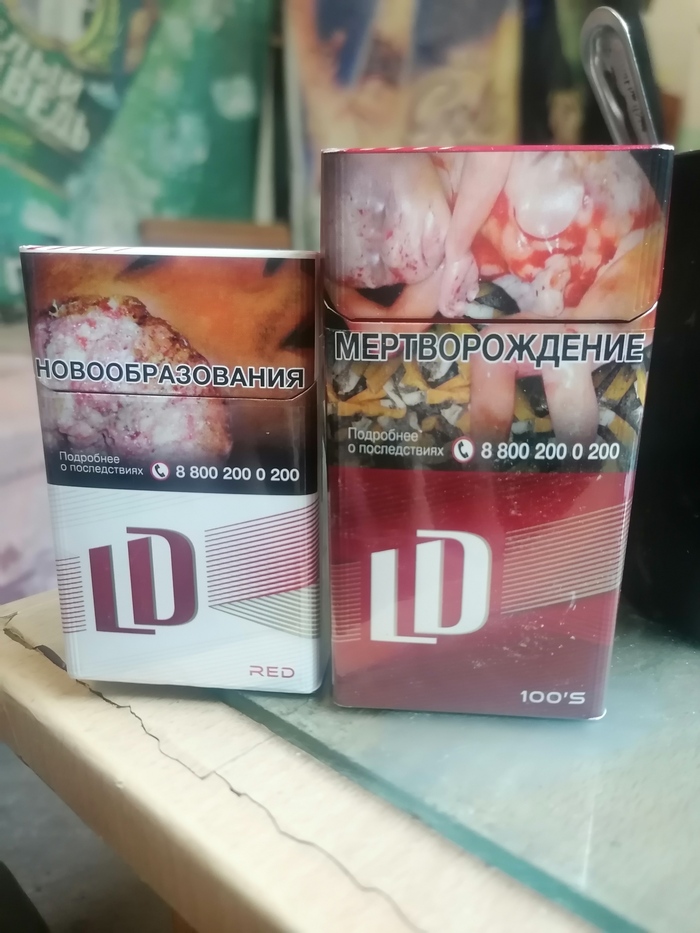 НОВООБРАЗОВАНИЯ
Подробнее
о последствиях 8 800 200 0 200
LD
RED
МЕРТВОРОЖДЕНИЕ
Подробнее
о последствиях 8 800 200 0 200
LD
100'S